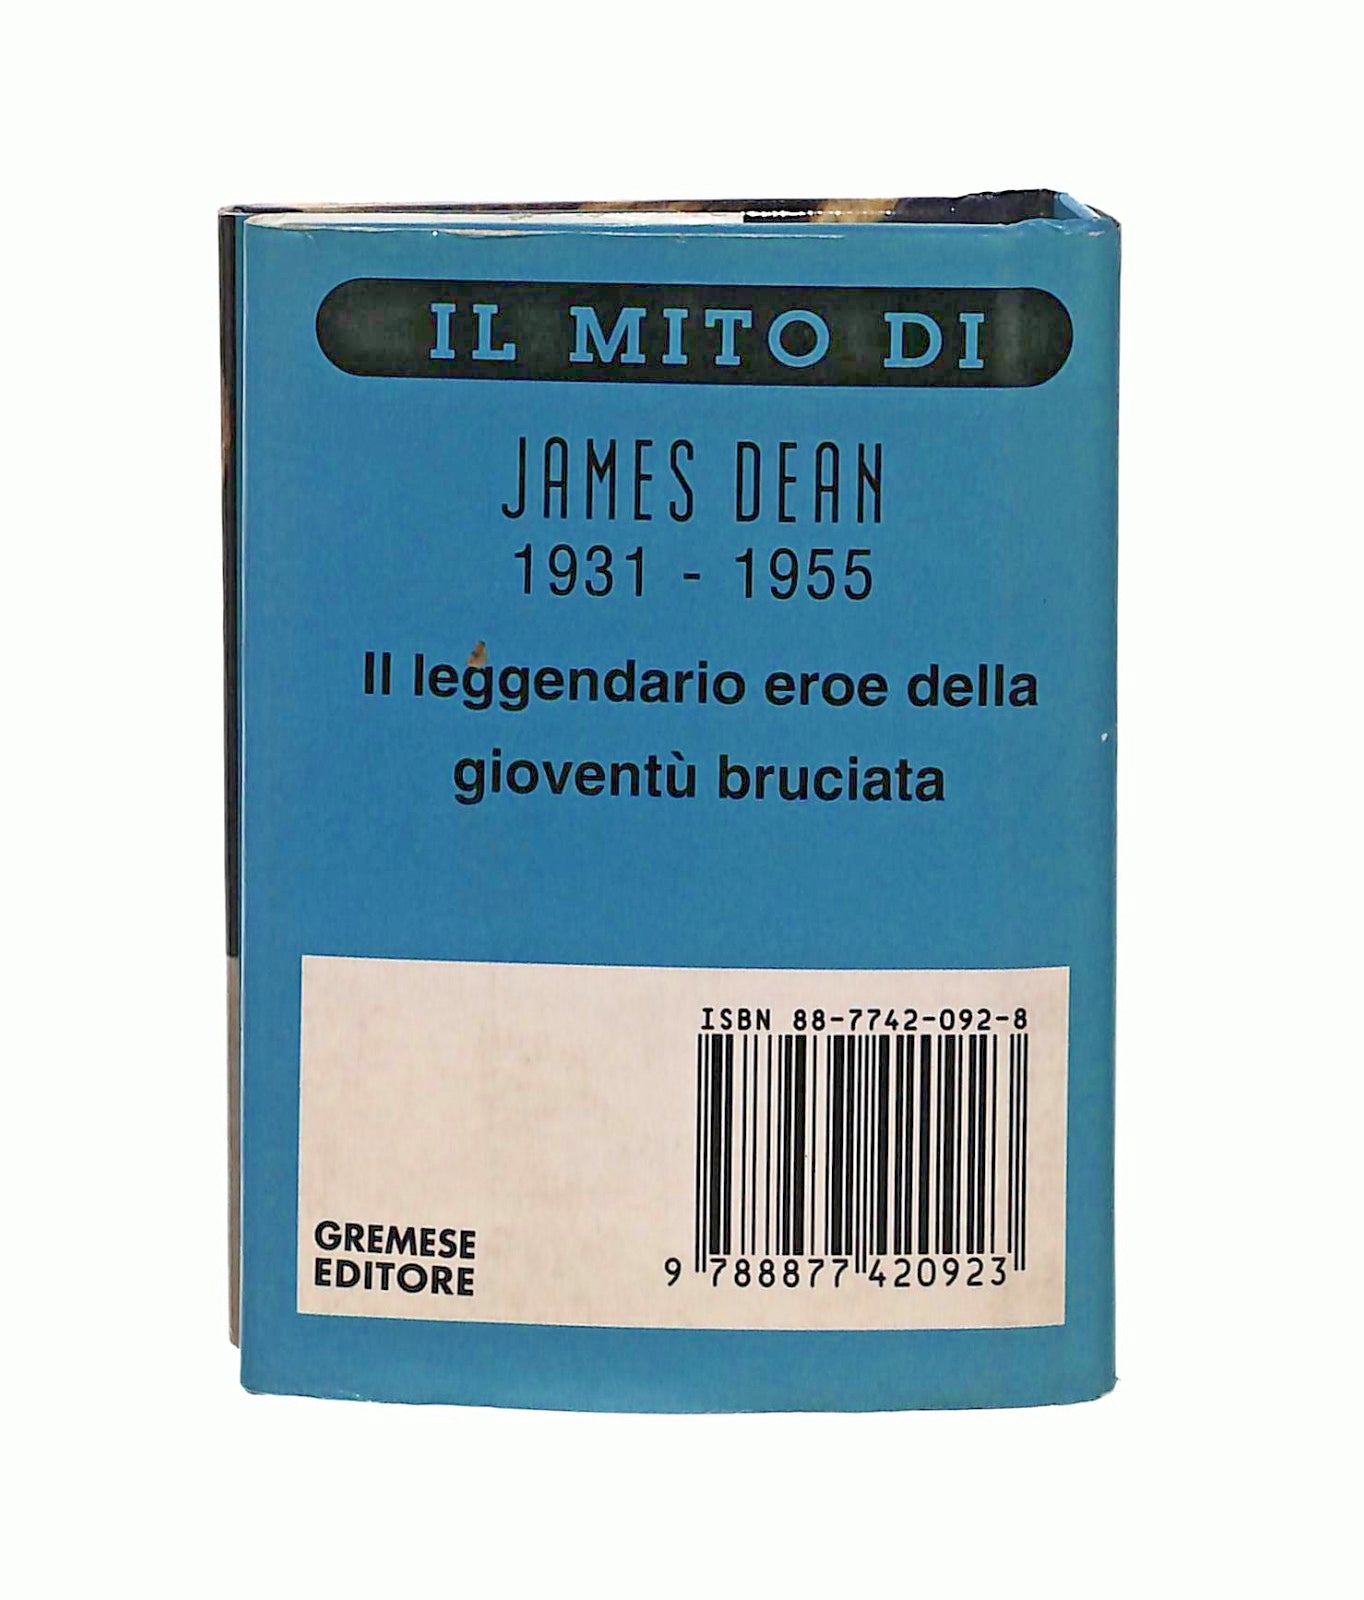 IL MITO DI
JAMES DEAN
1931 - 1955
Il leggendario eroe della
gioventù bruciata
ISBN 88-7742-092-8
9 788877 420923
GREMESE
EDITORE